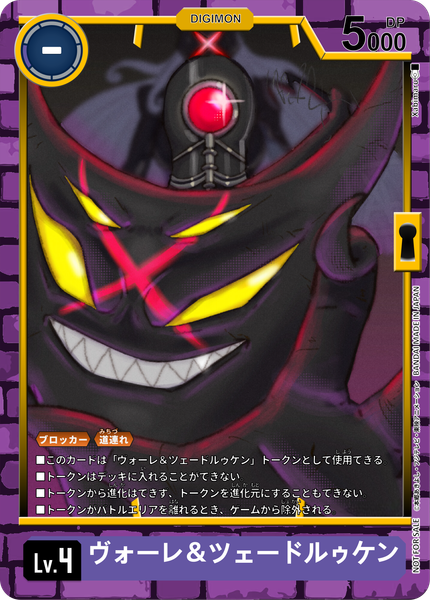 DIGIMON
-
DP
5000
Xabimaru
ブロッカー 道連れ
■このカードは「ヴォーレ&ツェードルゥケン」トークンとして使用できる
■トークンはデッキに入れることができない
■トークンから進化はできず、トークンを進化元にすることもできない
■トークンがバトルエリアを離れるとき、ゲームから除外される
Lv.4 ヴォーレ&ツェードルゥケン
NOT FOR SALE
BANDAI MADE IN JAPAN